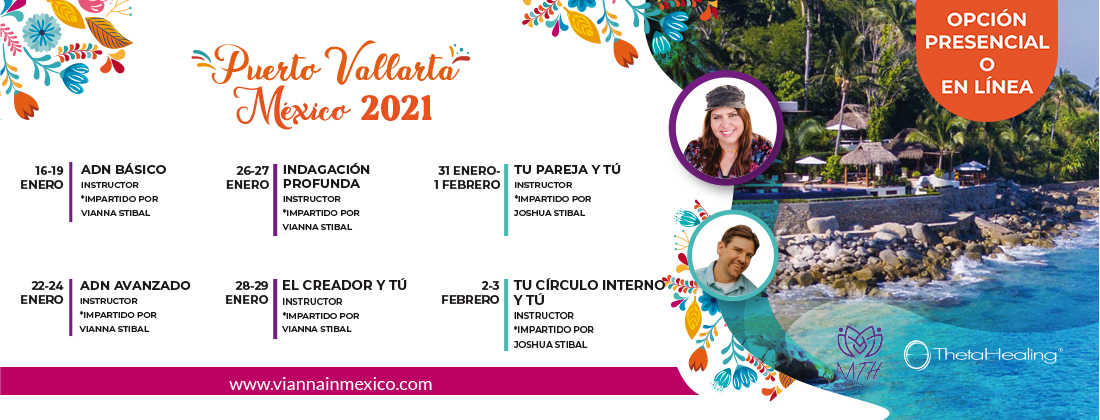 OPCIÓN
PRESENCIAL
O
EN LÍNEA
Puerto Vallarta
México 2021
16-19
ENERO
ADN BÁSICO
INSTRUCTOR
*IMPARTIDO POR
VIANNA STIBAL
26-27
ENERO
INDAGACIÓN
PROFUNDA
INSTRUCTOR
*IMPARTIDO POR
VIANNA STIBAL
31 ENERO-
1 FEBRERO
TU PAREJA Y TÚ
INSTRUCTOR
*IMPARTIDO POR
JOSHUA STIBAL
22-24
ENERO
ADN AVANZADO
INSTRUCTOR
*IMPARTIDO POR
VIANNA STIBAL
28-29
ENERO
EL CREADOR Y TÚ
INSTRUCTOR
*IMPARTIDO POR
VIANNA STIBAL
2-3
FEBRERO
TU CÍRCULO INTERNO
Y TÚ
INSTRUCTOR
*IMPARTIDO POR
JOSHUA STIBAL
MTH
ThetaHealing®
www.viannainmexico.com